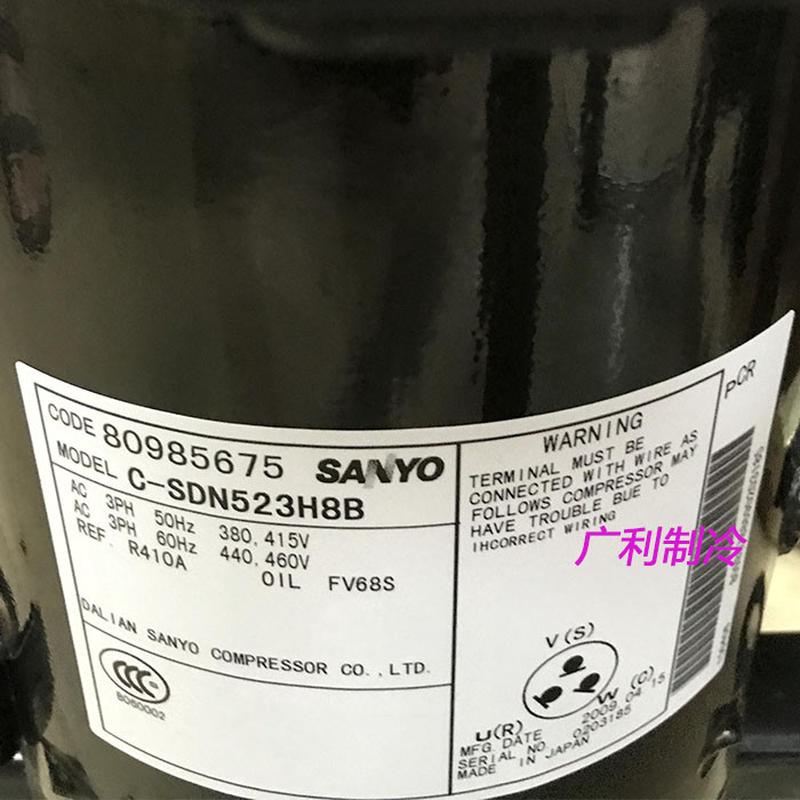 CODE 80985675 SANYO
MODEL C-SDN523H8B
AC 3PH 50Hz 380,415V
AC 3PH 60Hz 440,460V
REF. R410A
OIL FV68S
DALIAN SANYO COMPRESSOR CO.,LTD.
CCC
8060002
WARNING
TERMINAL MUST BE
CONNECTED WITH WIRE AS
FOLLOWS COMPRESSOR MAY
HAVE TROUBLE BUE TO
IHCORRECT WIRING
广利制冷
V(S)
U(R)
W(C)
MFG.DATE 2009 04 15
SERIAL NO. 0203185
MADE IN JAPAN
PCR